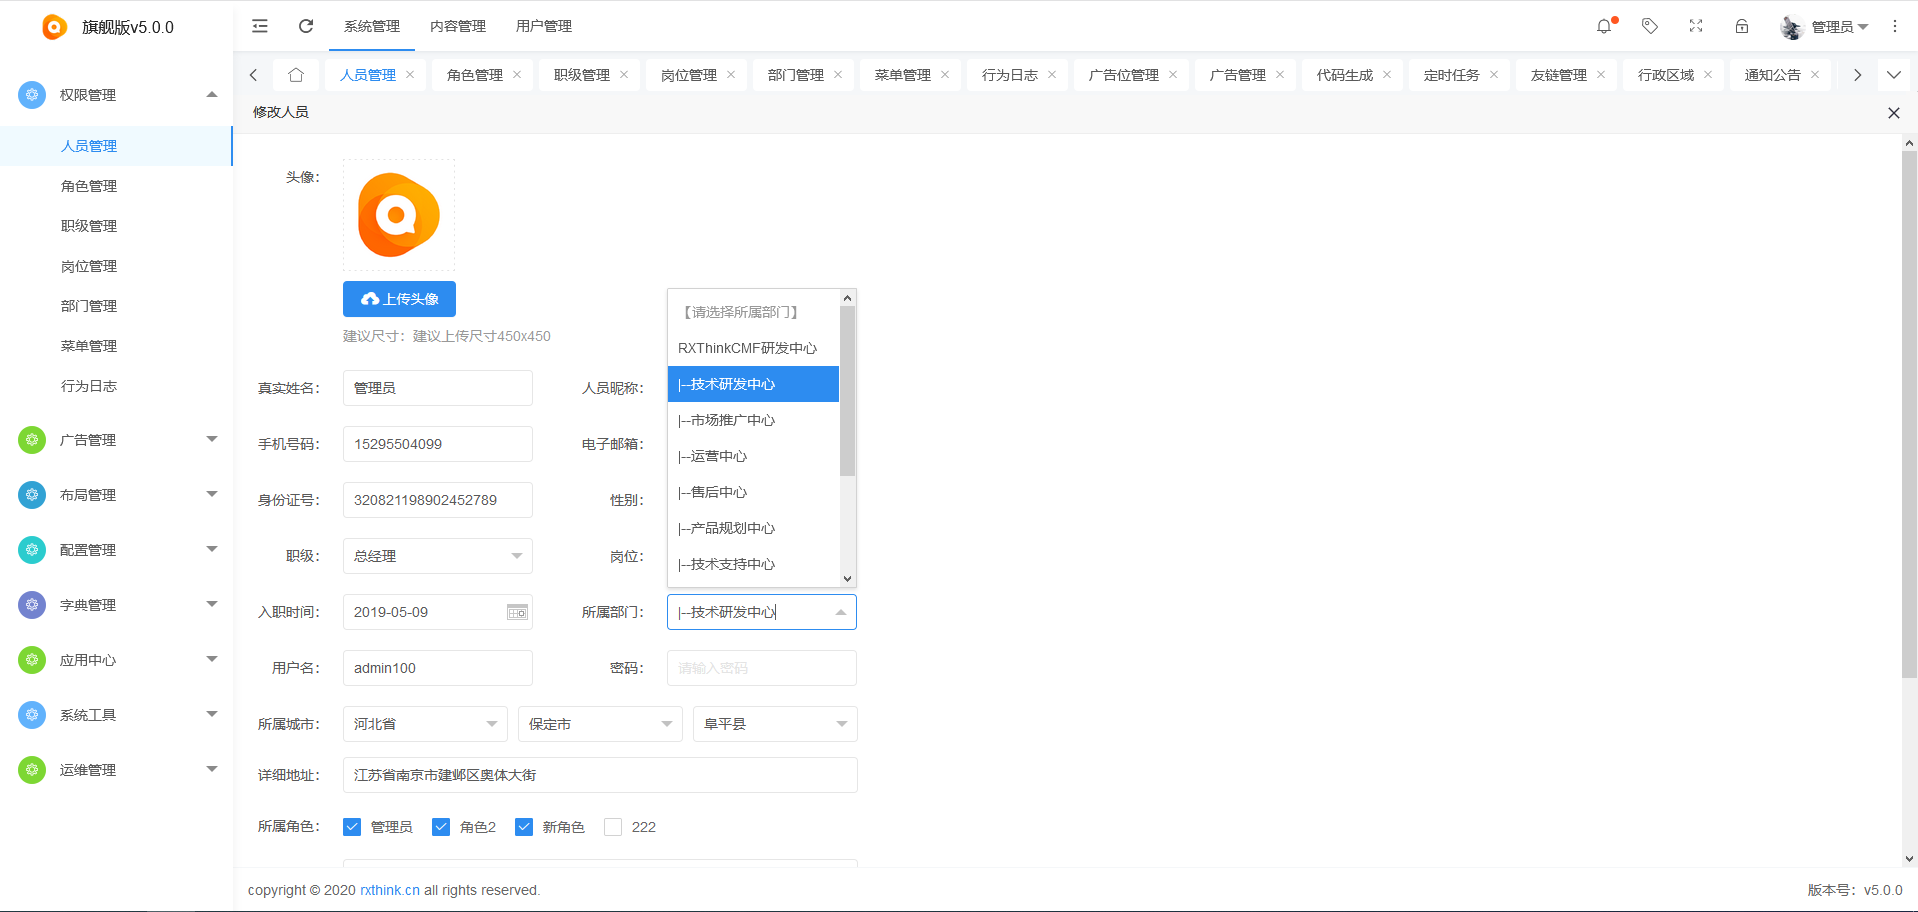 旗舰版v5.0.0
系统管理 内容管理 用户管理
管理员
人员管理 角色管理 职级管理 岗位管理 部门管理 菜单管理 行为日志 广告位管理 广告管理 代码生成 定时任务 友链管理 行政区域 通知公告
权限管理
人员管理
角色管理
职级管理
岗位管理
部门管理
菜单管理
行为日志
广告管理
布局管理
配置管理
字典管理
应用中心
系统工具
运维管理
修改人员
头像：
上传头像
建议尺寸：建议上传尺寸450x450
真实姓名： 管理员 人员昵称：
手机号码： 15295504099 电子邮箱：
身份证号： 320821198902452789 性别：
职级： 总经理 岗位：
【请选择所属部门】
RXThinkCMF研发中心
|--技术研发中心
|--市场推广中心
|--运营中心
|--售后中心
|--产品规划中心
|--技术支持中心
入职时间： 2019-05-09 所属部门： |--技术研发中心
用户名： admin100 密码： 请输入密码
所属城市： 河北省 保定市 阜平县
详细地址： 江苏省南京市建邺区奥体大街
所属角色： 管理员 角色2 新角色 222
copyright © 2020 rxthink.cn all rights reserved.
版本号：v5.0.0